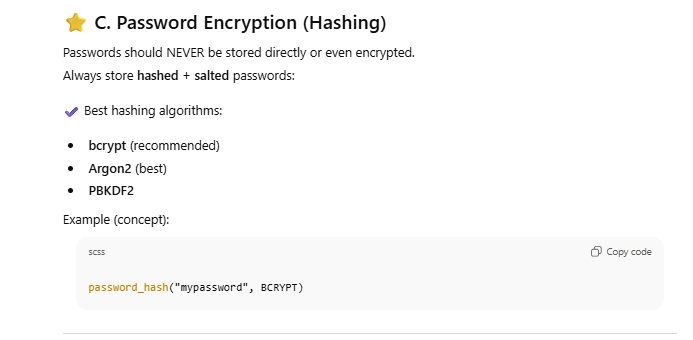 ⭐ C. Password Encryption (Hashing)
Passwords should NEVER be stored directly or even encrypted.
Always store hashed + salted passwords:
✔ Best hashing algorithms:
• bcrypt (recommended)
• Argon2 (best)
• PBKDF2
Example (concept):
scss Copy code
password_hash("mypassword", BCRYPT)